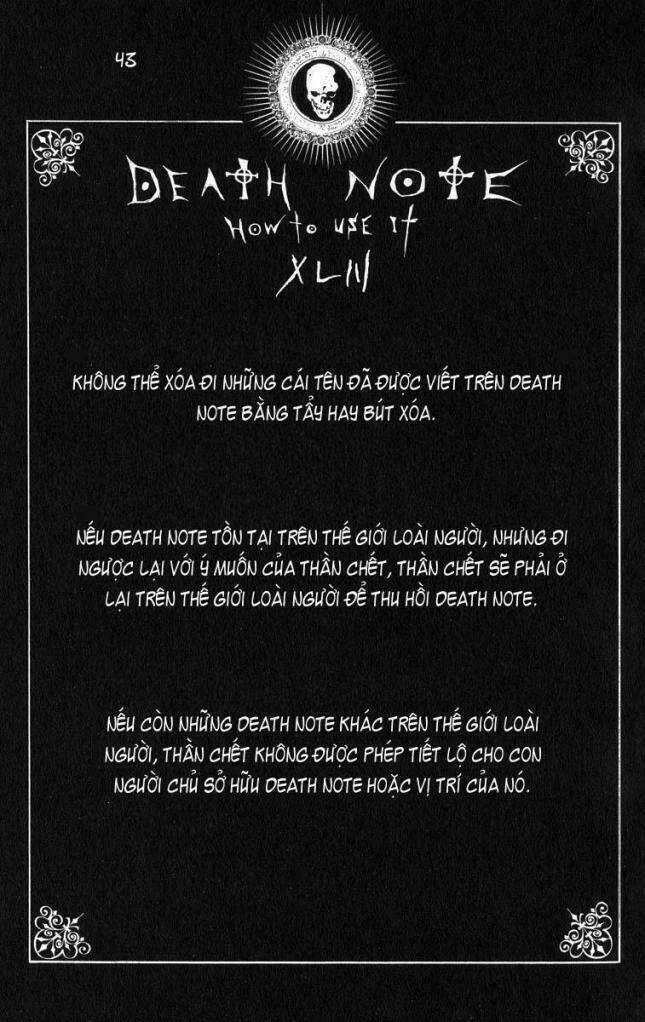 43
DEATH NOTE
HOW to USE IT
XLIII
KHÔNG THỂ XÓA ĐI NHỮNG CÁI TÊN ĐÃ ĐƯỢC VIẾT TRÊN DEATH
NOTE BẰNG TẨY HAY BÚT XÓA.
NẾU DEATH NOTE TỒN TẠI TRÊN THẾ GIỚI LOÀI NGƯỜI, NHƯNG ĐI
NGƯỢC LẠI VỚI Ý MUỐN CỦA THẦN CHẾT, THẦN CHẾT SẼ PHẢI Ở
LẠI TRÊN THẾ GIỚI LOÀI NGƯỜI ĐỂ THU HỒI DEATH NOTE.
NẾU CÒN NHỮNG DEATH NOTE KHÁC TRÊN THẾ GIỚI LOÀI
NGƯỜI, THẦN CHẾT KHÔNG ĐƯỢC PHÉP TIẾT LỘ CHO CON
NGƯỜI CHỦ SỞ HỮU DEATH NOTE HOẶC VỊ TRÍ CỦA NÓ.